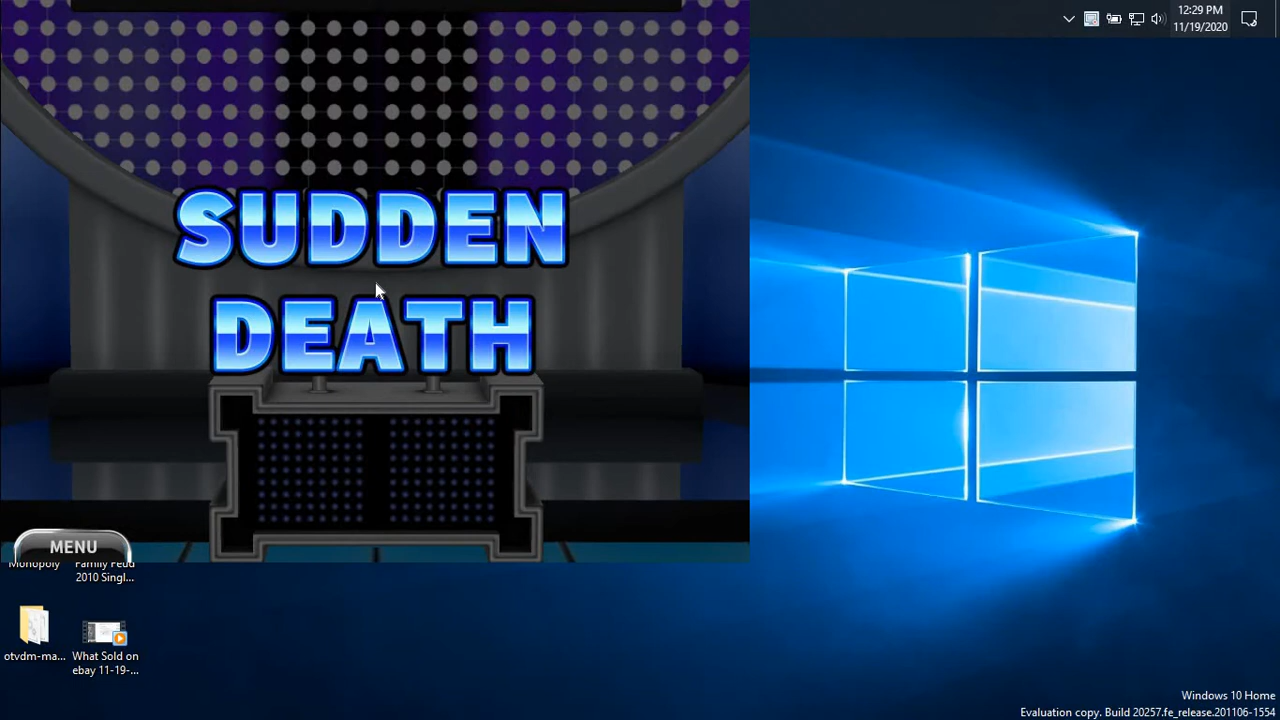 12:29 PM
11/19/2020
SUDDEN
DEATH
MENU
Monopoly
Family Feud
2010 Singl...
otvdm-ma...
What Sold on
ebay 11-19-...
Windows 10 Home
Evaluation copy. Build 20257.fe_release.201106-1554